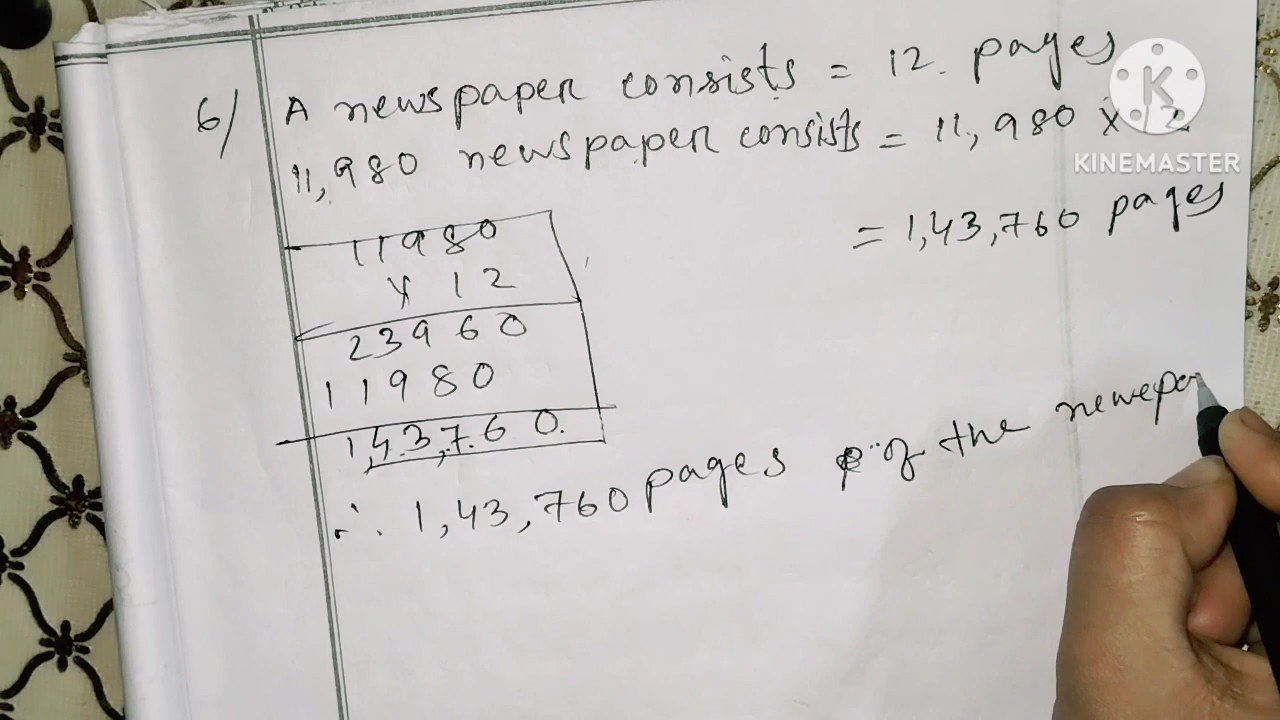 6/ A newspaper consists = 12. pages
11,980 newspaper consists = 11,980 × 12
= 1,43,760 pages
11980
× 12
23960
11980
1,43,760.
∴ 1,43,760 pages of the newspa
K
KINEMASTER